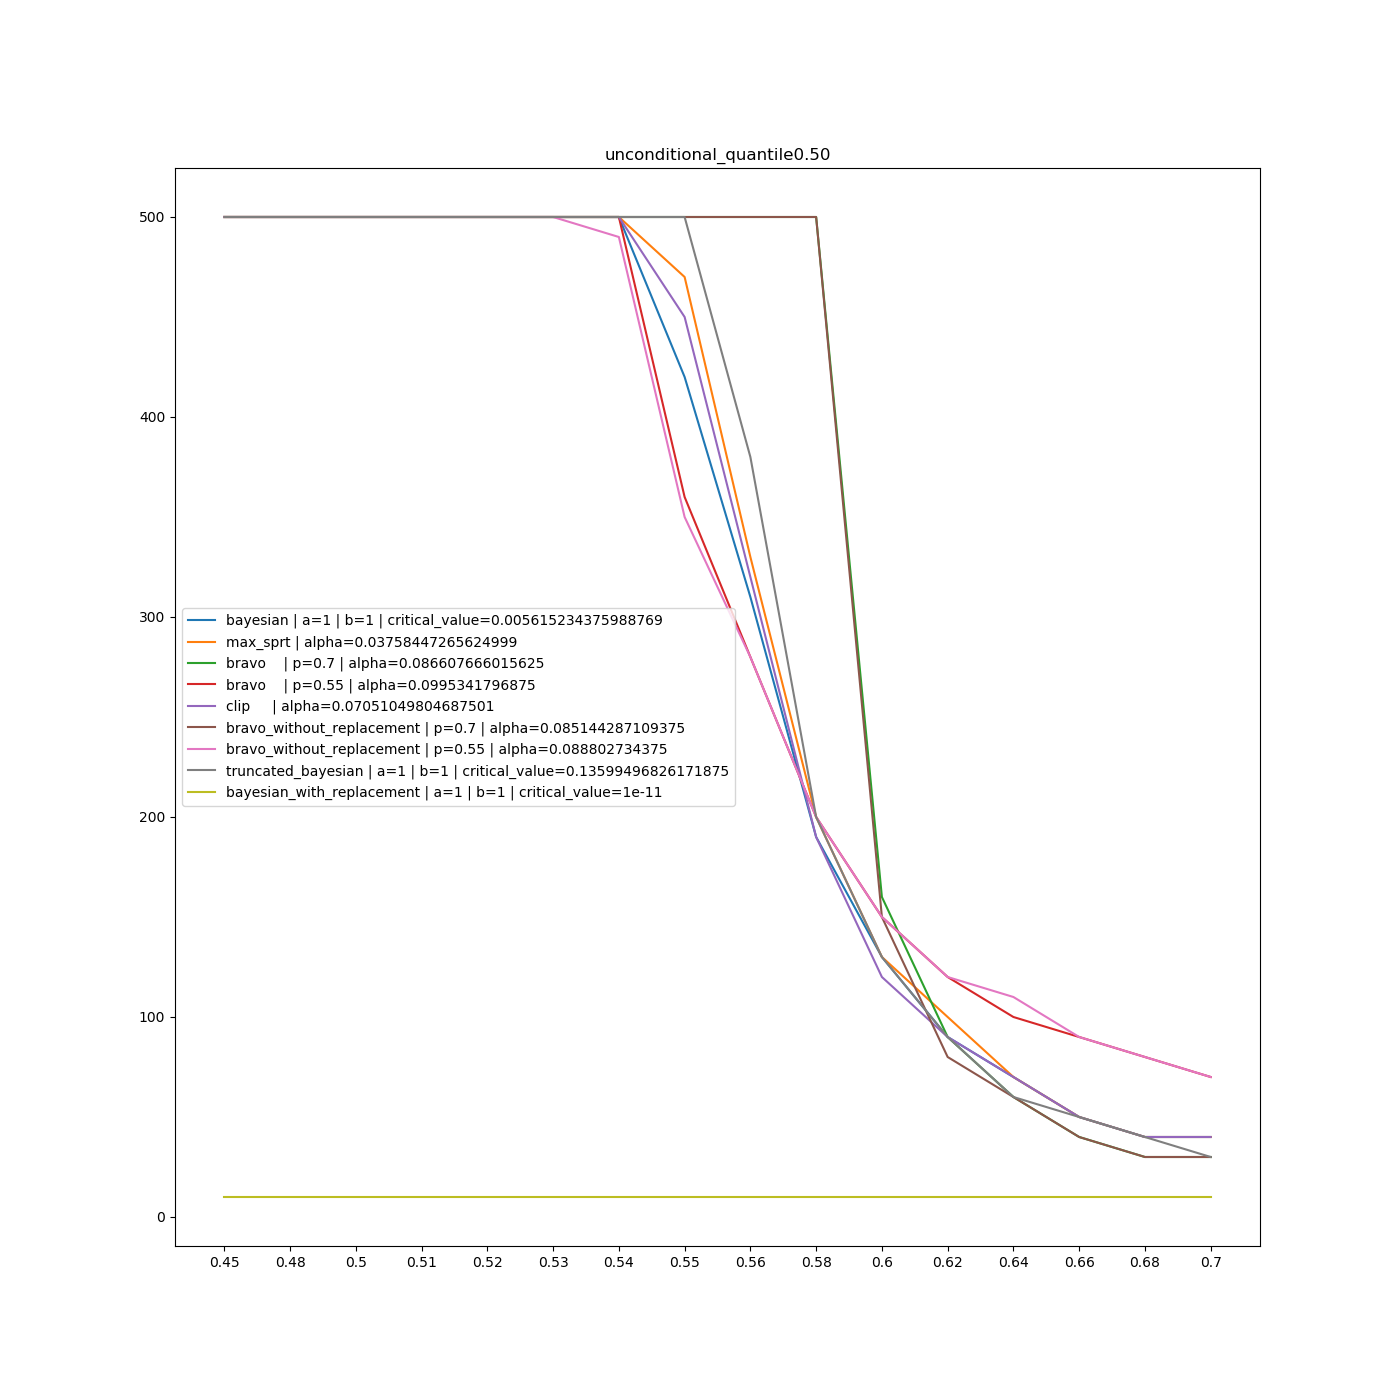 unconditional_quantile0.50
500
400
300
200
100
0
bayesian | a=1 | b=1 | critical_value=0.005615234375988769
max_sprt | alpha=0.03758447265624999
bravo | p=0.7 | alpha=0.086607666015625
bravo | p=0.55 | alpha=0.0995341796875
clip | alpha=0.07051049804687501
bravo_without_replacement | p=0.7 | alpha=0.085144287109375
bravo_without_replacement | p=0.55 | alpha=0.088802734375
truncated_bayesian | a=1 | b=1 | critical_value=0.13599496826171875
bayesian_with_replacement | a=1 | b=1 | critical_value=1e-11
0.45 0.48 0.5 0.51 0.52 0.53 0.54 0.55 0.56 0.58 0.6 0.62 0.64 0.66 0.68 0.7